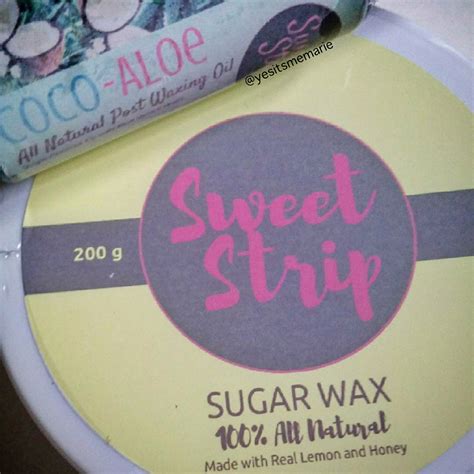 COCO-ALOe
All Natural Post Waxing Oil
@yesitsmemarie
Sweet
Strip
200 g
SUGAR WAX
100% All Natural
Made with Real Lemon and Honey